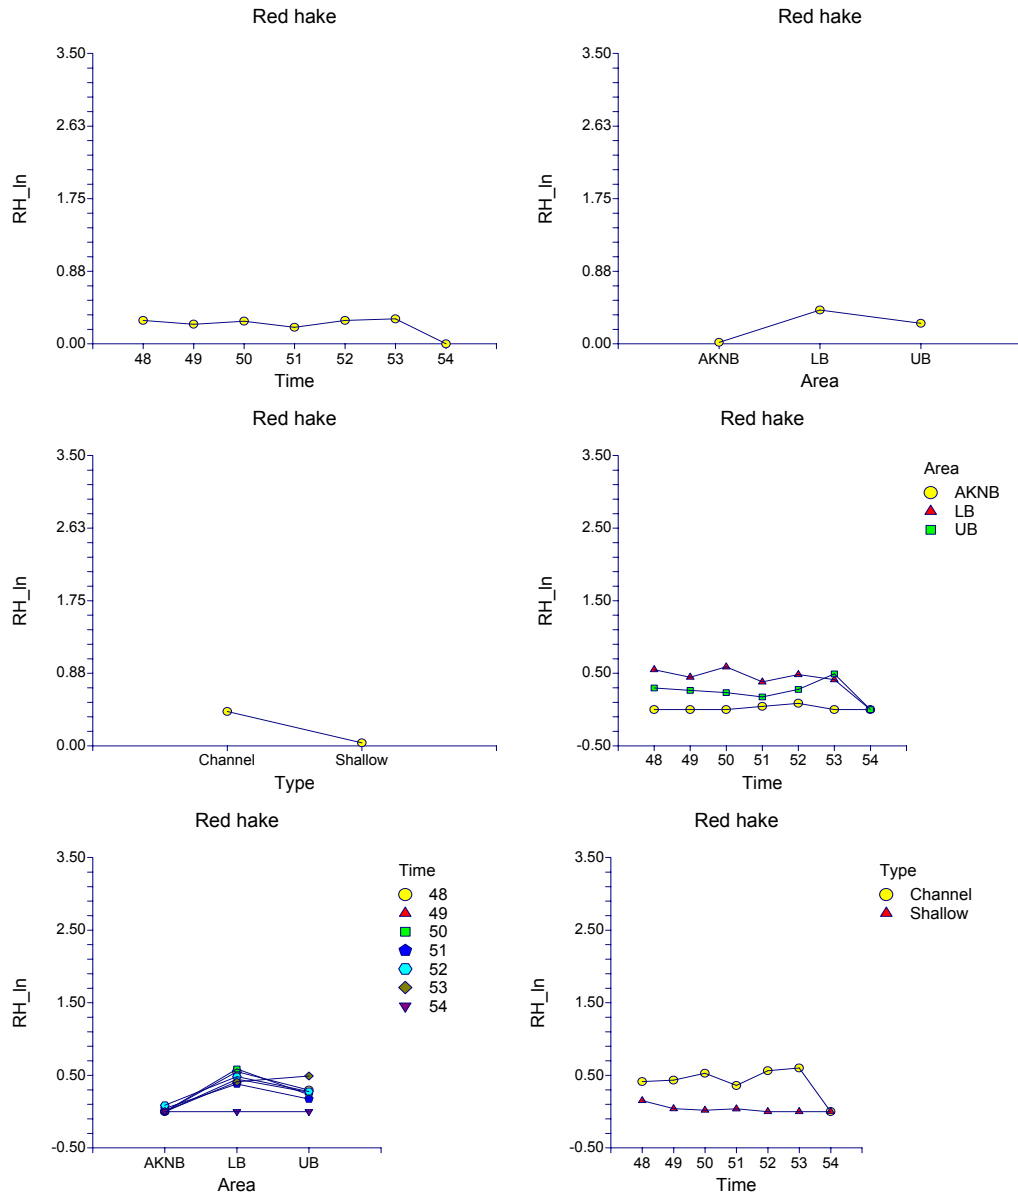 Red hake
3.50
2.63
1.75
0.88
0.00
RH_ln
48 49 50 51 52 53 54
Time
Red hake
3.50
2.63
1.75
0.88
0.00
RH_ln
AKNB LB UB
Area
Red hake
3.50
2.63
1.75
0.88
0.00
RH_ln
Channel Shallow
Type
Red hake
3.50
2.50
1.50
0.50
-0.50
RH_ln
48 49 50 51 52 53 54
Time
Area
AKNB
LB
UB
Red hake
3.50
2.50
1.50
0.50
-0.50
RH_ln
AKNB LB UB
Area
Time
48
49
50
51
52
53
54
Red hake
3.50
2.50
1.50
0.50
-0.50
RH_ln
48 49 50 51 52 53 54
Time
Type
Channel
Shallow